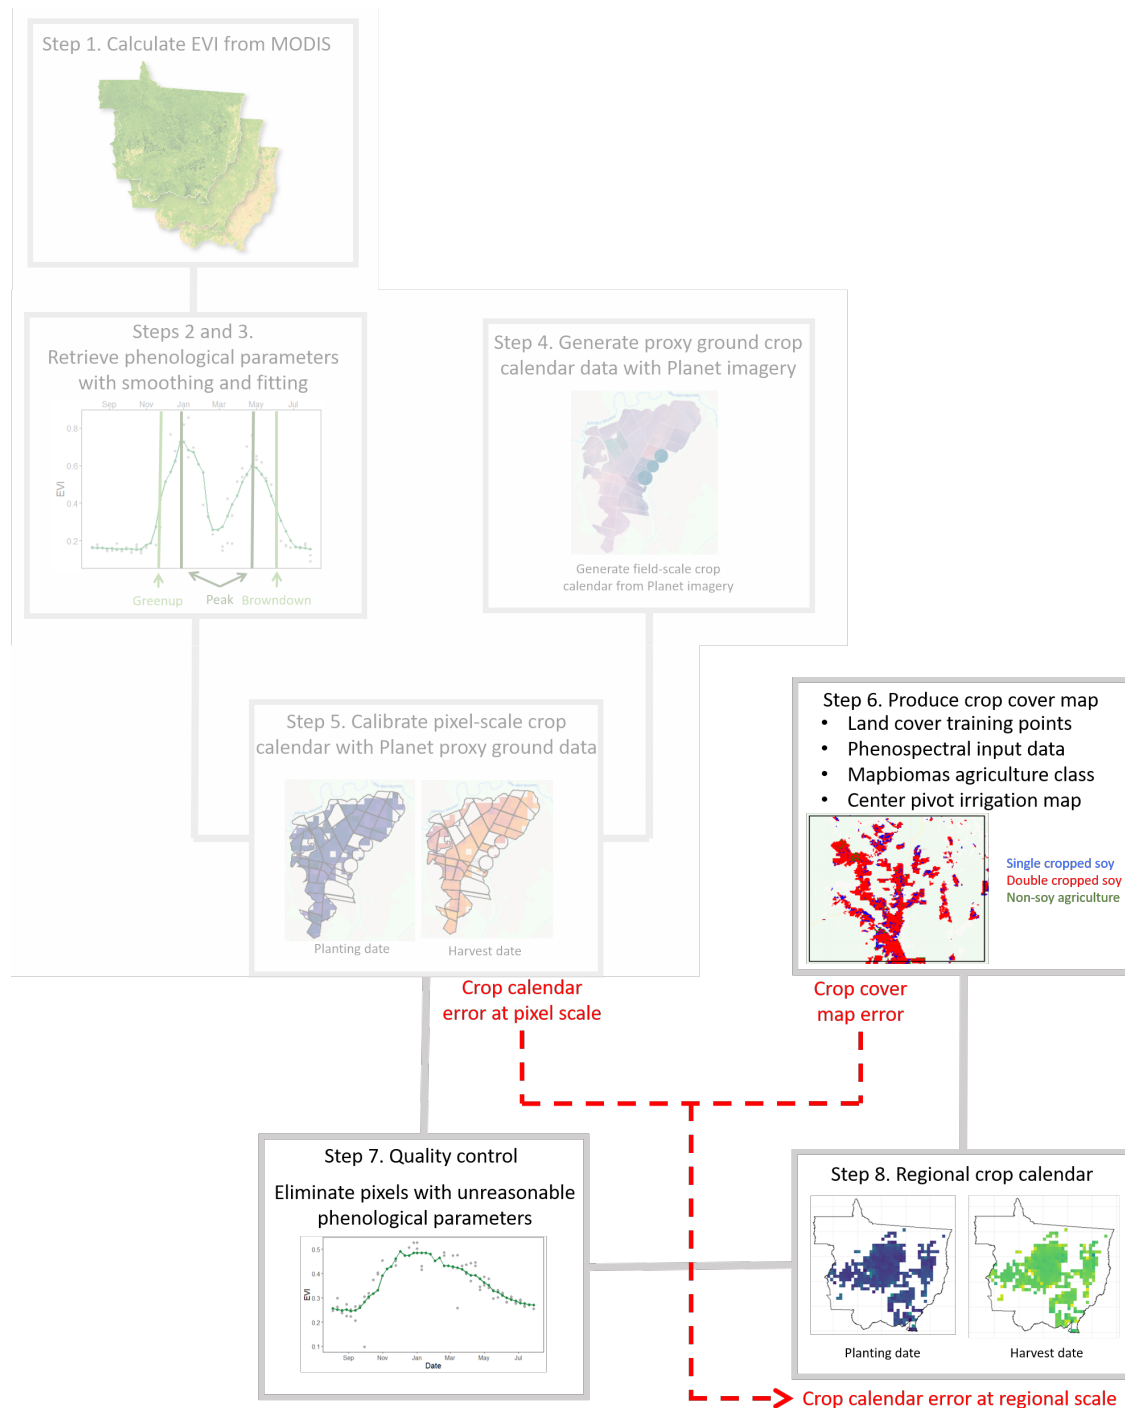 Step 1. Calculate EVI from MODIS
Steps 2 and 3.
Retrieve phenological parameters
with smoothing and fitting
Sep Nov Jan Mar May Jul
0.8
0.6
0.4
0.2
EVI
Greenup Peak Browndown
Step 4. Generate proxy ground crop
calendar data with Planet imagery
Generate field-scale crop
calendar from Planet imagery
Step 5. Calibrate pixel-scale crop
calendar with Planet proxy ground data
Planting date Harvest date
Step 6. Produce crop cover map
• Land cover training points
• Phenospectral input data
• Mapbiomas agriculture class
• Center pivot irrigation map
Single cropped soy
Double cropped soy
Non-soy agriculture
Crop calendar
error at pixel scale
Crop cover
map error
Step 7. Quality control
Eliminate pixels with unreasonable
phenological parameters
0.5
0.4
0.3
0.2
0.1
EVI
Sep Nov Jan Mar May Jul
Date
Step 8. Regional crop calendar
Planting date Harvest date
Crop calendar error at regional scale